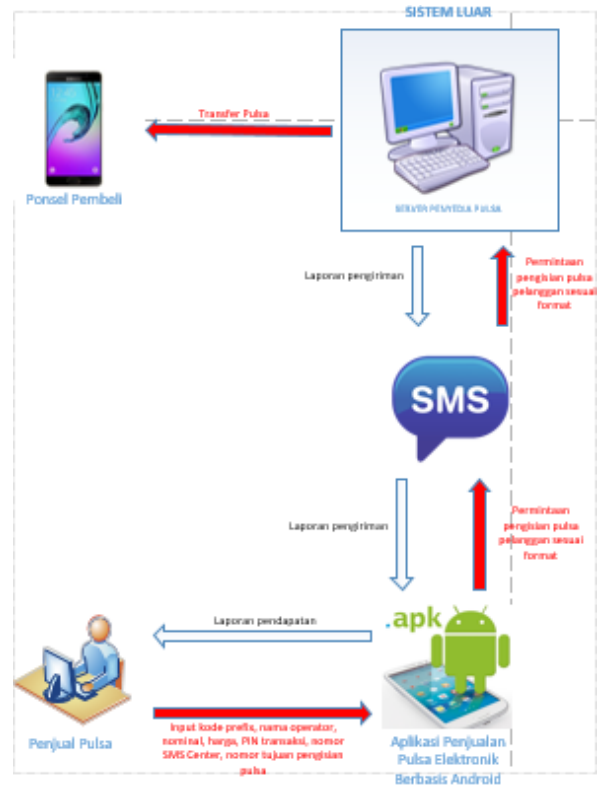 SISTEM LUAR
Transfer Pulsa
Ponsel Pembeli
SERVER PENYEDIA PULSA
Laporan pengiriman
Permintaan
pengisian pulsa
pelanggan sesuai
format
SMS
Laporan pengiriman
Permintaan
pengisian pulsa
pelanggan sesuai
format
Laporan pendapatan
.apk
Penjual Pulsa
Input kode prefix, nama operator,
nominal, harga, PIN transaksi, nomor
SMS Center, nomor tujuan pengisian
pulsa
Aplikasi Penjualan
Pulsa Elektronik
Berbasis Android